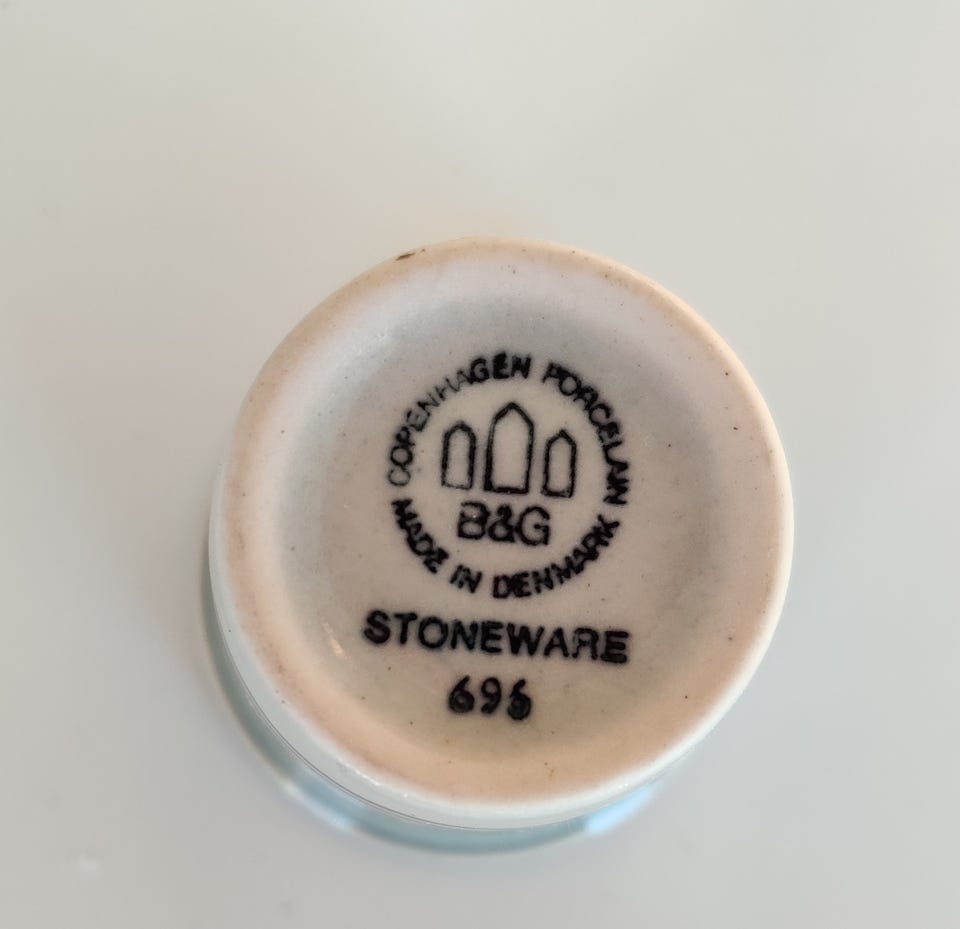 COPENHAGEN PORCELAIN
B&G
MADE IN DENMARK
STONEWARE
696